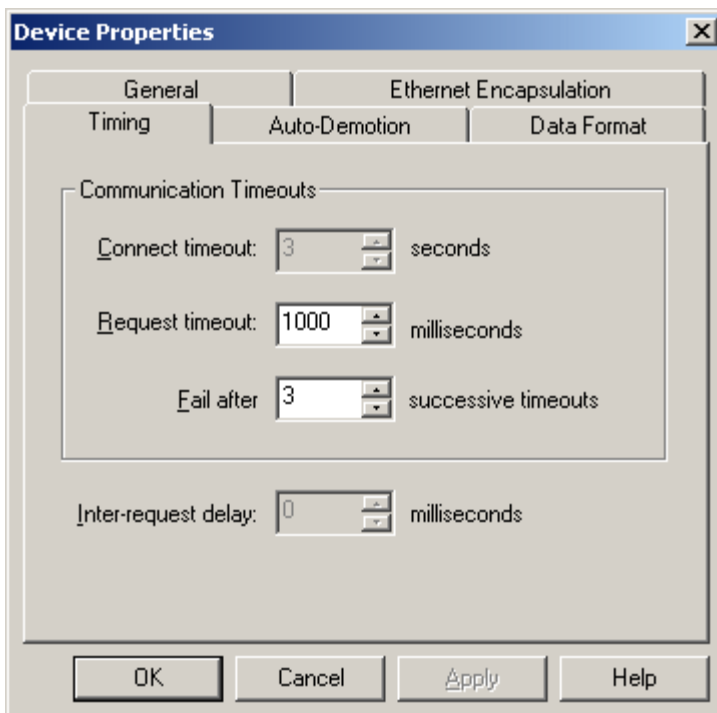 Device Properties
General Ethernet Encapsulation
Timing Auto-Demotion Data Format
Communication Timeouts
Connect timeout: 3 seconds
Request timeout: 1000 milliseconds
Fail after 3 successive timeouts
Inter-request delay: 0 milliseconds
OK Cancel Apply Help